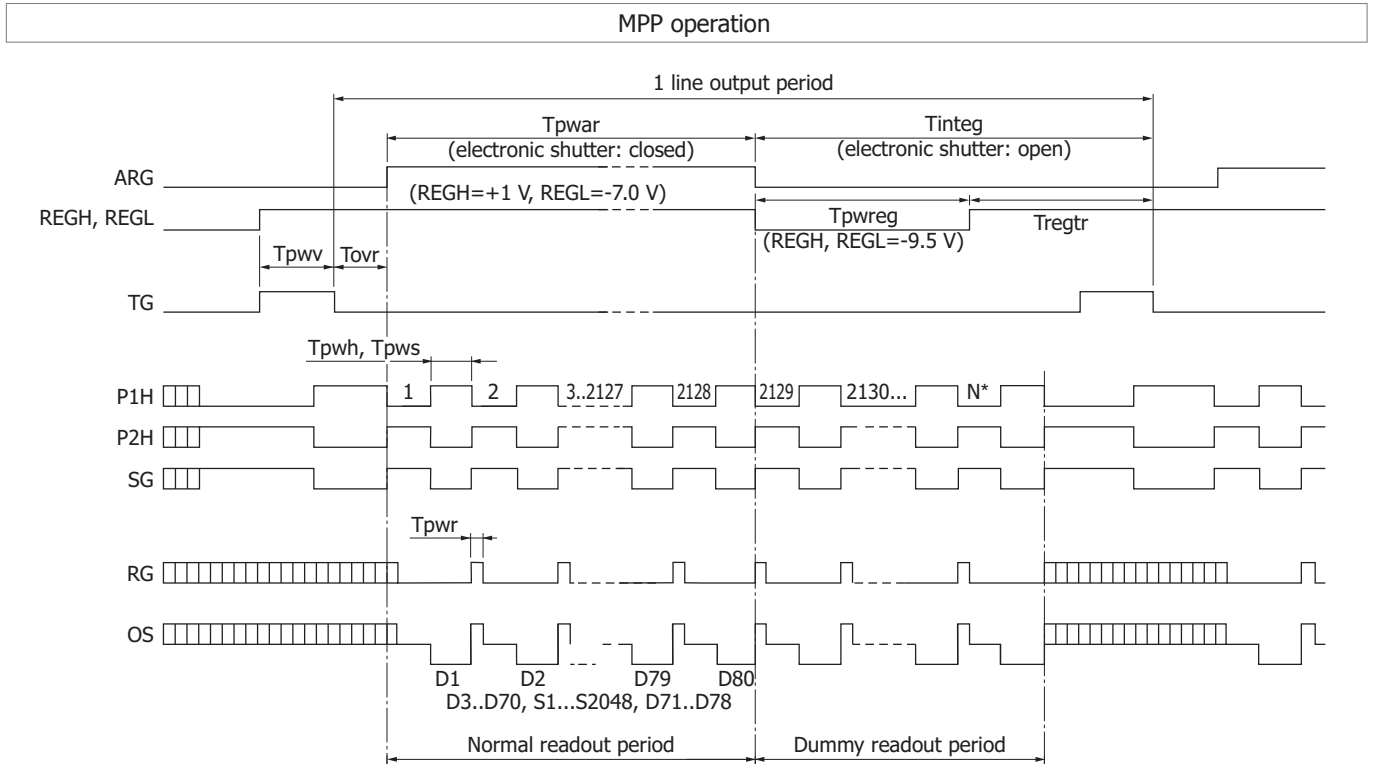 MPP operation
1 line output period
Tpwar
(electronic shutter: closed)
Tinteg
(electronic shutter: open)
ARG
(REGH=+1 V, REGL=-7.0 V)
REGH, REGL
Tpwreg
(REGH, REGL=-9.5 V)
Tregtr
Tpwv
Tovr
TG
Tpwh, Tpws
P1H
1
2
3..2127
2128
2129
2130...
N*
P2H
SG
Tpwr
RG
OS
D1
D2
D79
D80
D3..D70, S1...S2048, D71..D78
Normal readout period
Dummy readout period